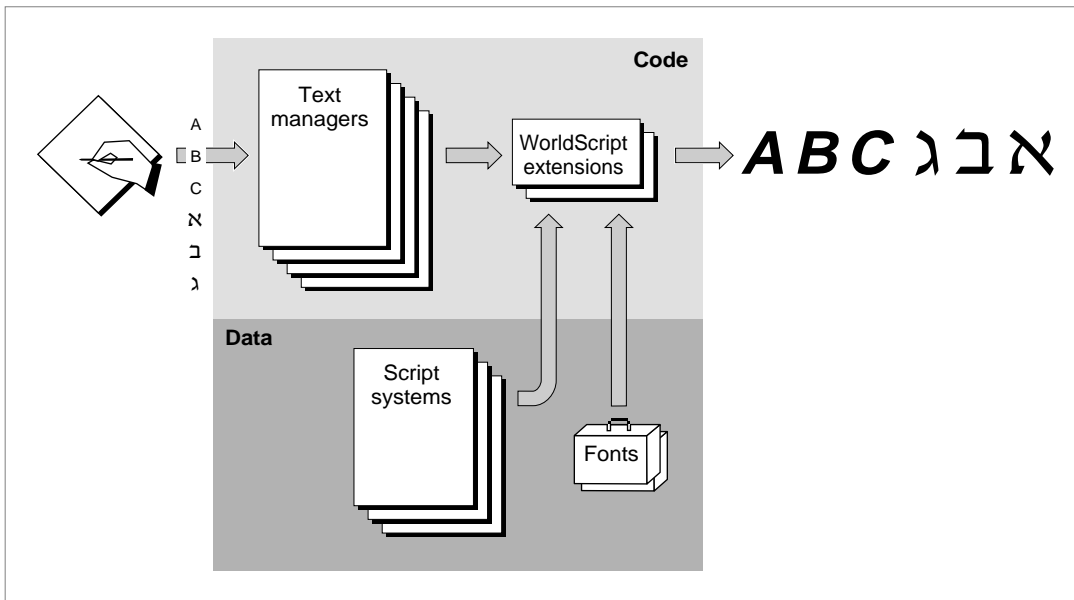 Code
Text
managers
A
B
C
א
ב
ג
WorldScript
extensions
ABC אבג
Data
Script
systems
Fonts